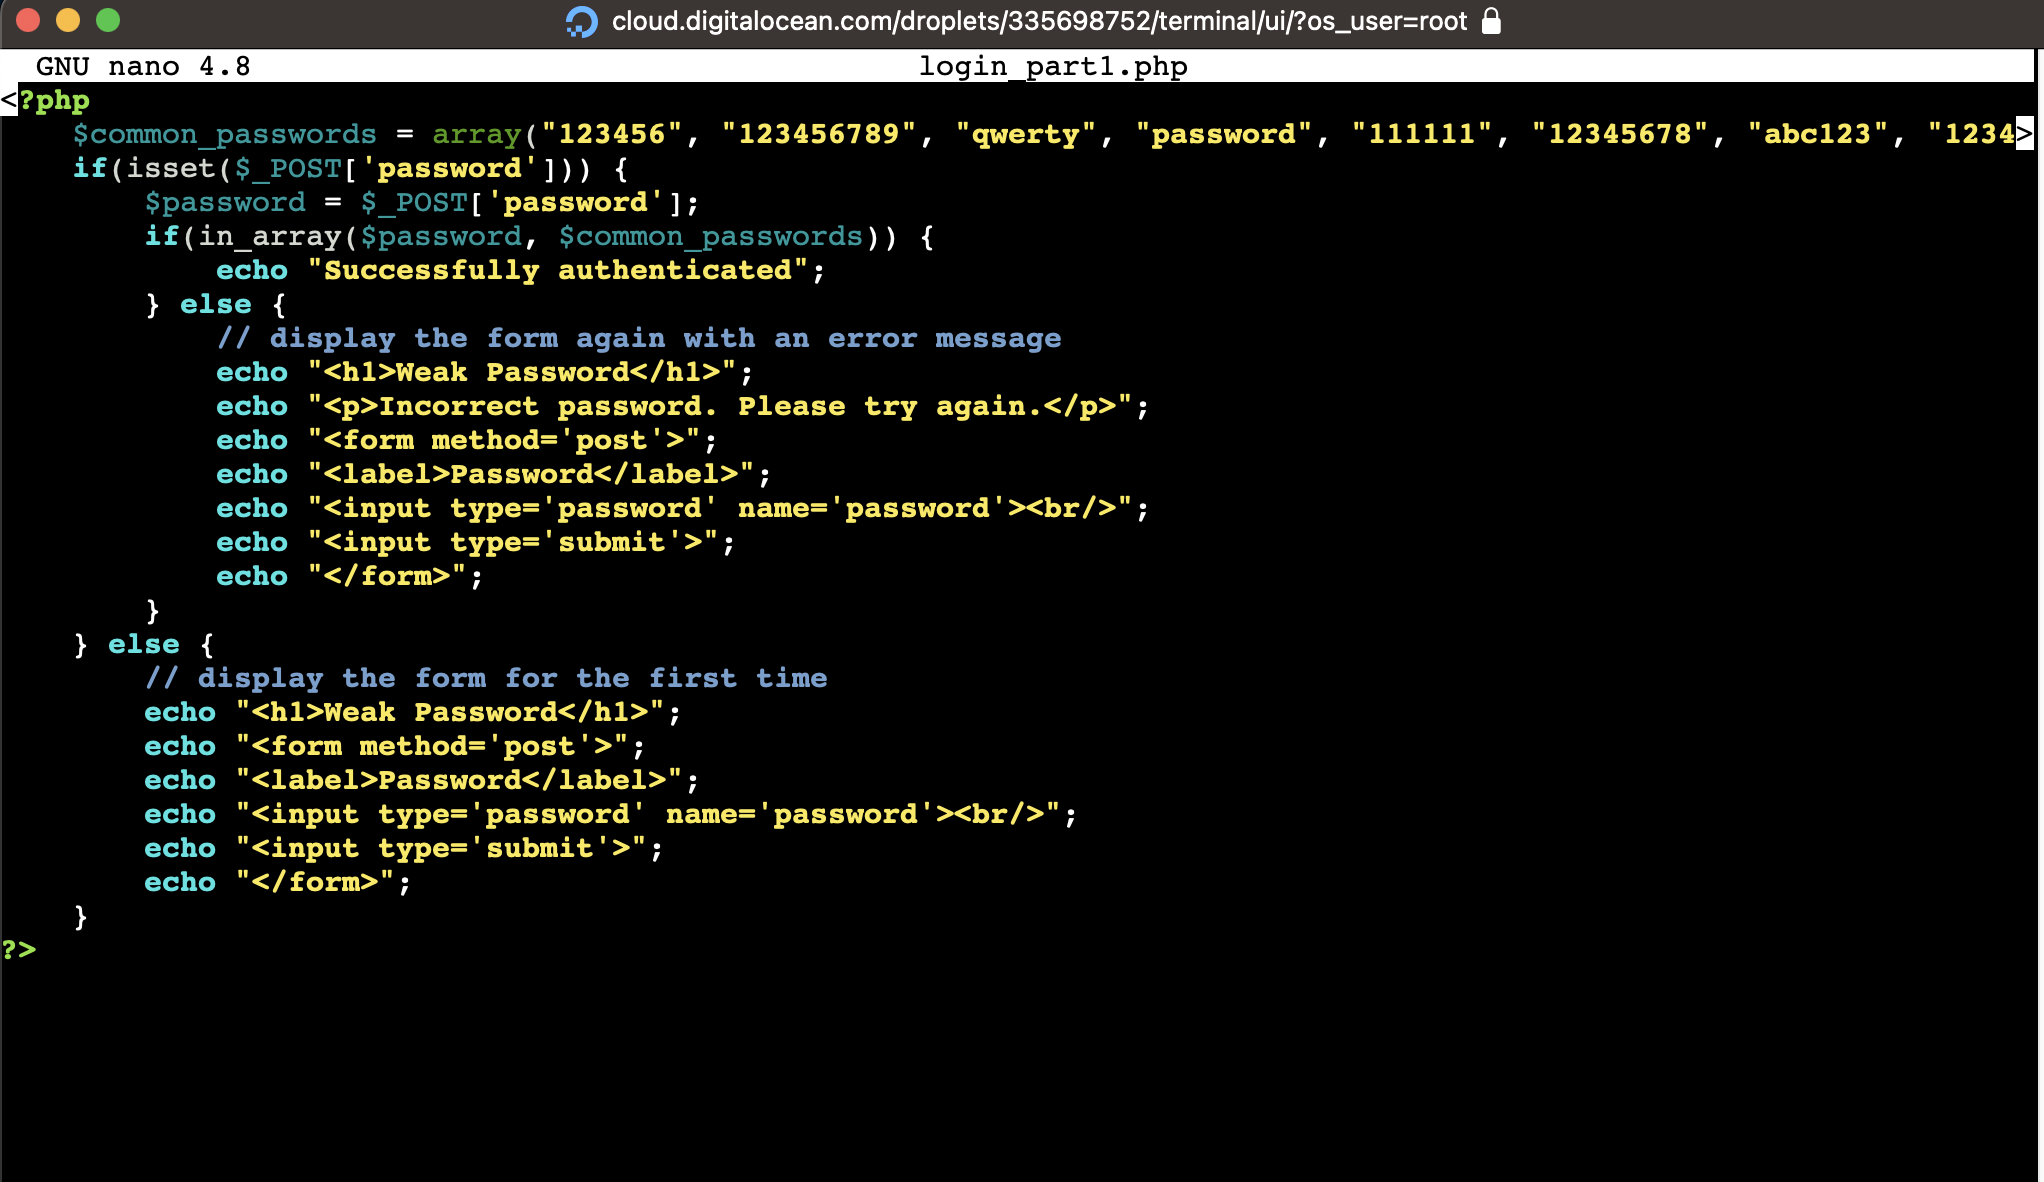 cloud.digitalocean.com/droplets/335698752/terminal/ui/?os_user=root
GNU nano 4.8 login_part1.php
<?php
    $common_passwords = array("123456", "123456789", "qwerty", "password", "111111", "12345678", "abc123", "1234>
    if(isset($_POST['password'])) {
        $password = $_POST['password'];
        if(in_array($password, $common_passwords)) {
            echo "Successfully authenticated";
        } else {
            // display the form again with an error message
            echo "<h1>Weak Password</h1>";
            echo "<p>Incorrect password. Please try again.</p>";
            echo "<form method='post'>";
            echo "<label>Password</label>";
            echo "<input type='password' name='password'><br/>";
            echo "<input type='submit'>";
            echo "</form>";
        }
    } else {
        // display the form for the first time
        echo "<h1>Weak Password</h1>";
        echo "<form method='post'>";
        echo "<label>Password</label>";
        echo "<input type='password' name='password'><br/>";
        echo "<input type='submit'>";
        echo "</form>";
    }
?>